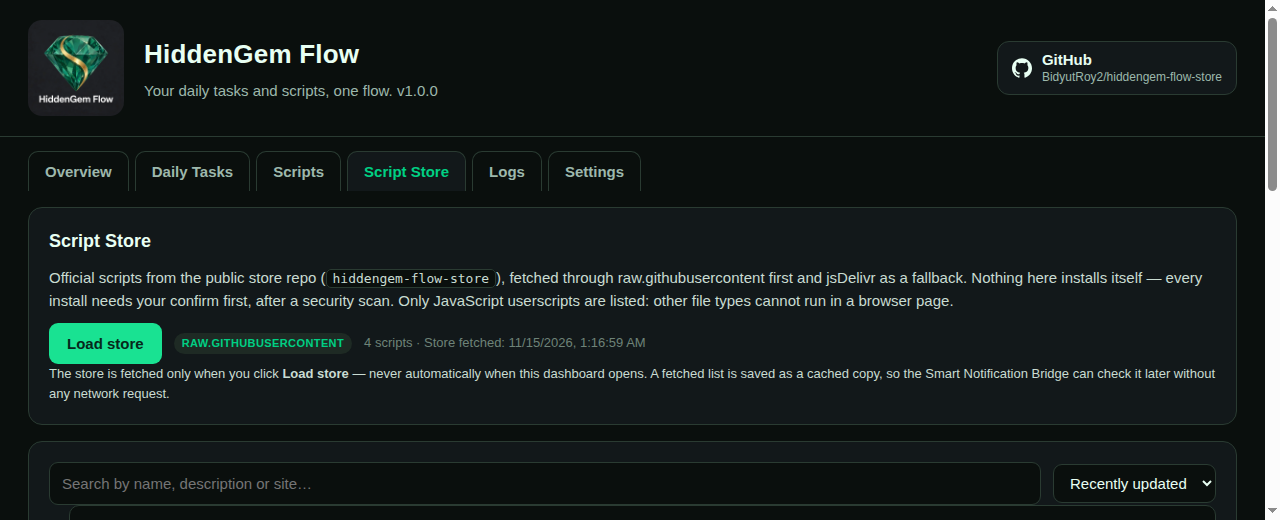 HiddenGem Flow
HiddenGem Flow
Your daily tasks and scripts, one flow. v1.0.0
GitHub
BidyutRoy2/hiddengem-flow-store
Overview
Daily Tasks
Scripts
Script Store
Logs
Settings
Script Store
Official scripts from the public store repo (hiddengem-flow-store), fetched through raw.githubusercontent first and jsDelivr as a fallback. Nothing here installs itself — every
install needs your confirm first, after a security scan. Only JavaScript userscripts are listed: other file types cannot run in a browser page.
Load store
RAW.GITHUBUSERCONTENT
4 scripts · Store fetched: 11/15/2026, 1:16:59 AM
The store is fetched only when you click Load store — never automatically when this dashboard opens. A fetched list is saved as a cached copy, so the Smart Notification Bridge can check it later without
any network request.
Search by name, description or site…
Recently updated